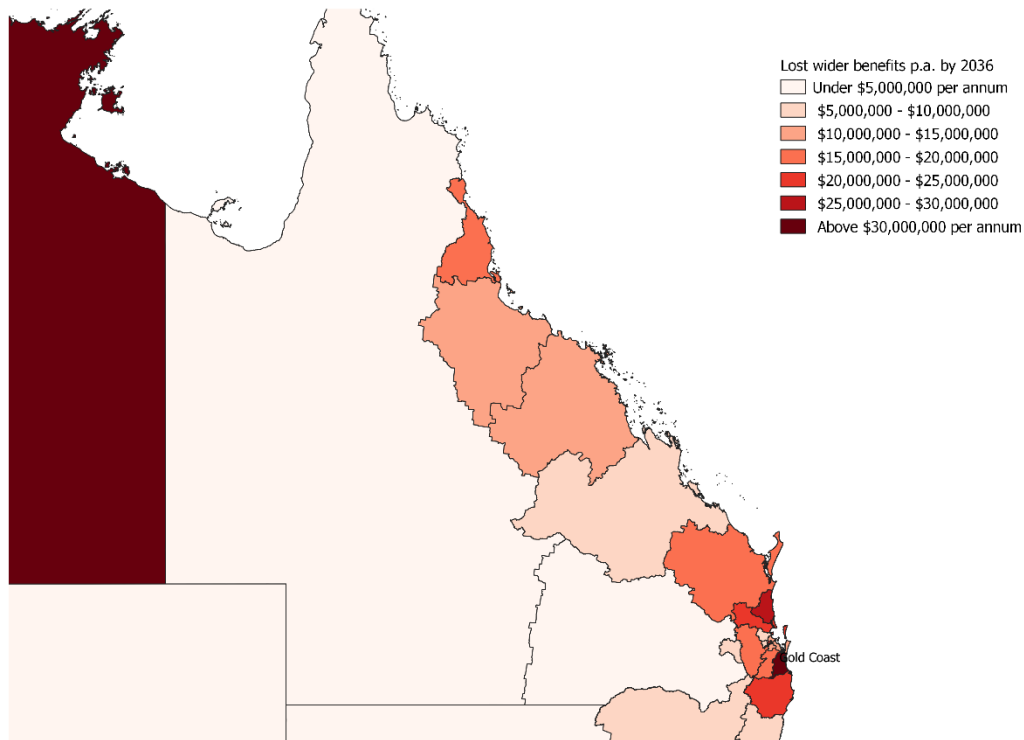 Lost wider benefits p.a. by 2036
Under $5,000,000 per annum
$5,000,000 - $10,000,000
$10,000,000 - $15,000,000
$15,000,000 - $20,000,000
$20,000,000 - $25,000,000
$25,000,000 - $30,000,000
Above $30,000,000 per annum
Gold Coast